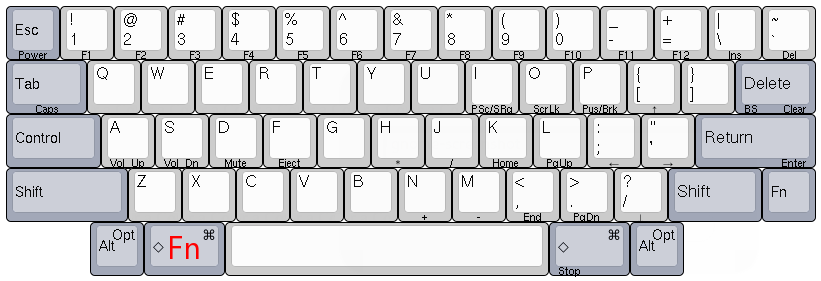 Esc ! @ # $ % ^ & * ( ) _ + | ~
1 2 3 4 5 6 7 8 9 0 - = \ `
Power F1 F2 F3 F4 F5 F6 F7 F8 F9 F10 F11 F12 Ins Del
Tab Q W E R T Y U I O P { } Delete
[ ]
Caps PSc/SRq ScrLk Pus/Brk ↑ BS Clear
Control A S D F G H J K L : " Return
; '
Vol_Up Vol_Dn Mute Eject * / Home PgUp ← → Enter
Shift Z X C V B N M < > ? Shift Fn
, . /
+ - End PgDn ↓
Opt ⌘ ⌘ Opt
Alt ◇ Fn ◇ Alt
Stop